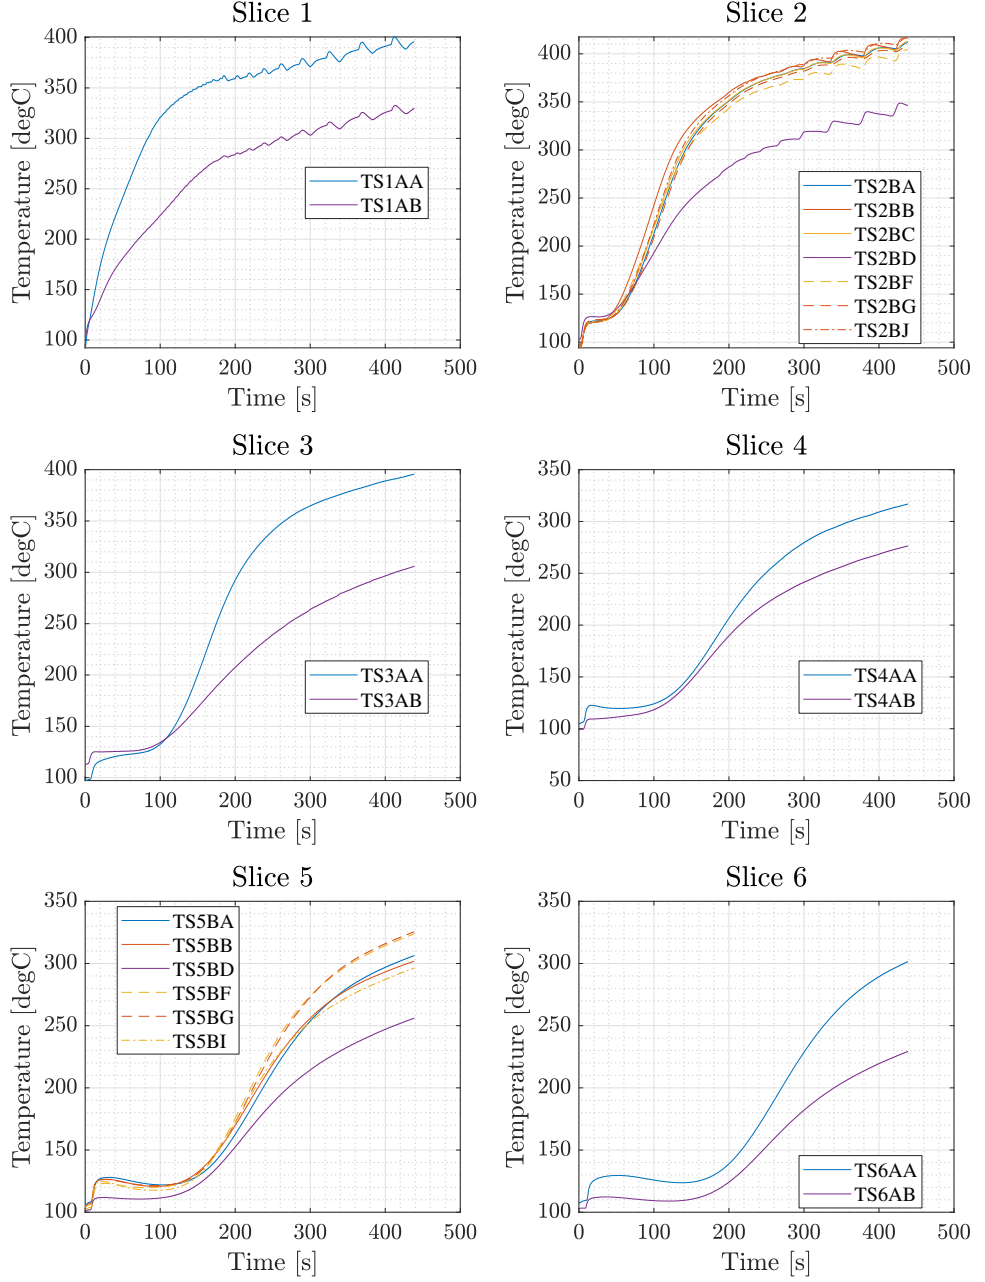 Slice 1
400
350
300
250
200
150
100
Temperature [degC]
TS1AA
TS1AB
0 100 200 300 400 500
Time [s]
Slice 2
400
350
300
250
200
150
100
Temperature [degC]
TS2BA
TS2BB
TS2BC
TS2BD
TS2BF
TS2BG
TS2BJ
0 100 200 300 400 500
Time [s]
Slice 3
400
350
300
250
200
150
100
Temperature [degC]
TS3AA
TS3AB
0 100 200 300 400 500
Time [s]
Slice 4
350
300
250
200
150
100
50
Temperature [degC]
TS4AA
TS4AB
0 100 200 300 400 500
Time [s]
Slice 5
350
300
250
200
150
100
Temperature [degC]
TS5BA
TS5BB
TS5BD
TS5BF
TS5BG
TS5BI
0 100 200 300 400 500
Time [s]
Slice 6
350
300
250
200
150
100
Temperature [degC]
TS6AA
TS6AB
0 100 200 300 400 500
Time [s]